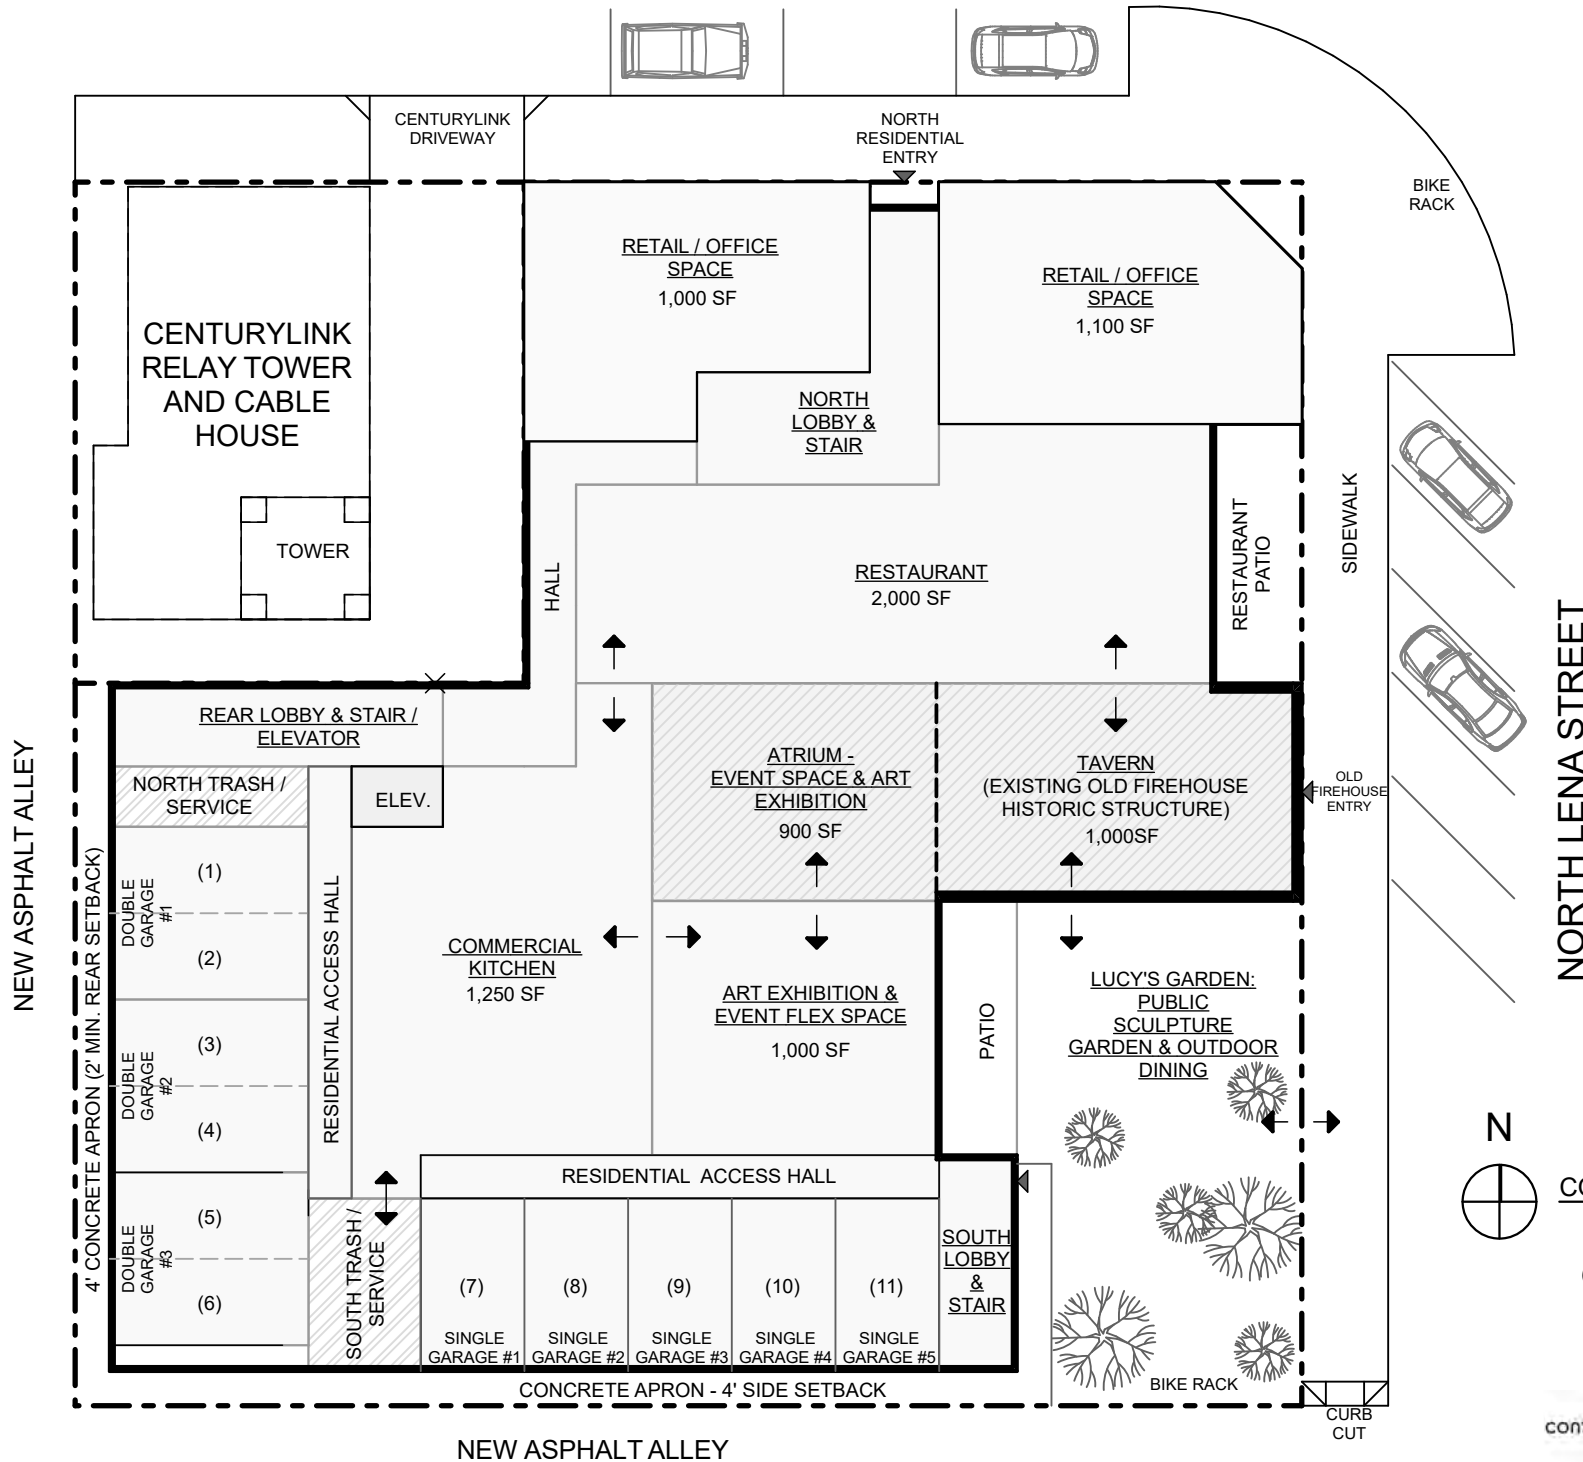 CENTURYLINK
DRIVEWAY
NORTH
RESIDENTIAL
ENTRY
BIKE
RACK
RETAIL / OFFICE
SPACE
1,000 SF
RETAIL / OFFICE
SPACE
1,100 SF
CENTURYLINK
RELAY TOWER
AND CABLE
HOUSE
NORTH
LOBBY &
STAIR
TOWER
HALL
RESTAURANT
2,000 SF
RESTAURANT
PATIO
SIDEWALK
NORTH LENA STREET
REAR LOBBY & STAIR /
ELEVATOR
NORTH TRASH /
SERVICE
ELEV.
ATRIUM -
EVENT SPACE & ART
EXHIBITION
900 SF
TAVERN
(EXISTING OLD FIREHOUSE
HISTORIC STRUCTURE)
1,000SF
OLD
FIREHOUSE
ENTRY
NEW ASPHALT ALLEY
4' CONCRETE APRON (2' MIN. REAR SETBACK)
DOUBLE
GARAGE
#1
(1)
(2)
DOUBLE
GARAGE
#2
(3)
(4)
DOUBLE
GARAGE
#3
(5)
(6)
RESIDENTIAL ACCESS HALL
COMMERCIAL
KITCHEN
1,250 SF
ART EXHIBITION &
EVENT FLEX SPACE
1,000 SF
PATIO
LUCY'S GARDEN:
PUBLIC
SCULPTURE
GARDEN & OUTDOOR
DINING
N
RESIDENTIAL ACCESS HALL
SOUTH TRASH /
SERVICE
(7)
SINGLE
GARAGE #1
(8)
SINGLE
GARAGE #2
(9)
SINGLE
GARAGE #3
(10)
SINGLE
GARAGE #4
(11)
SINGLE
GARAGE #5
SOUTH
LOBBY
&
STAIR
CONCRETE APRON - 4' SIDE SETBACK
BIKE RACK
CURB
CUT
NEW ASPHALT ALLEY